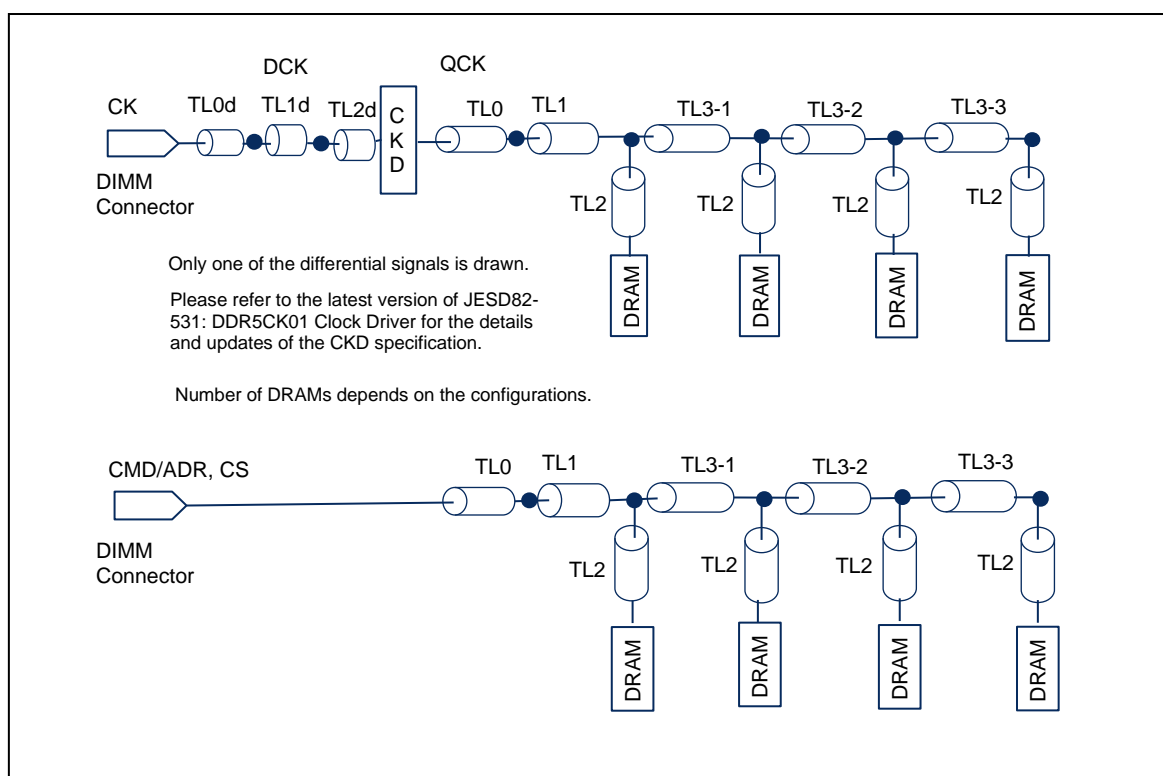 DCK
QCK
CK
TL0d
TL1d
TL2d
CKD
TL0
TL1
TL3-1
TL3-2
TL3-3
DIMM
Connector
TL2
TL2
TL2
TL2
DRAM
DRAM
DRAM
DRAM
Only one of the differential signals is drawn.
Please refer to the latest version of JESD82-
531: DDR5CK01 Clock Driver for the details
and updates of the CKD specification.
Number of DRAMs depends on the configurations.
CMD/ADR, CS
TL0
TL1
TL3-1
TL3-2
TL3-3
DIMM
Connector
TL2
TL2
TL2
TL2
DRAM
DRAM
DRAM
DRAM